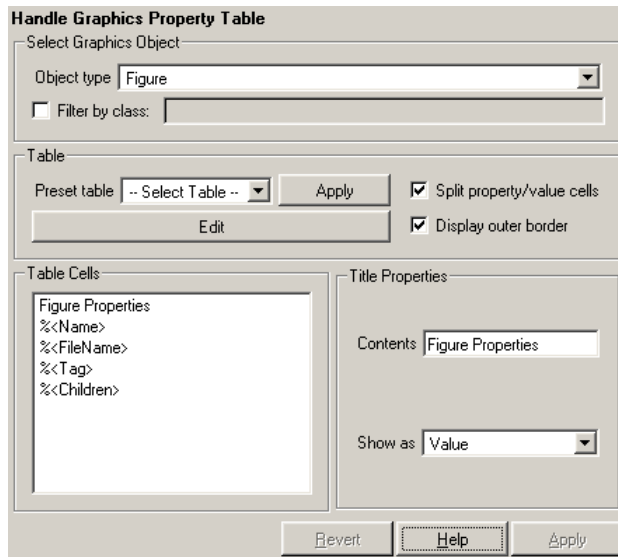 Handle Graphics Property Table
Select Graphics Object
Object type Figure
Filter by class:
Table
Preset table -- Select Table -- Apply Split property/value cells
Edit Display outer border
Table Cells
Figure Properties
%<Name>
%<FileName>
%<Tag>
%<Children>
Title Properties
Contents Figure Properties
Show as Value
Revert Help Apply